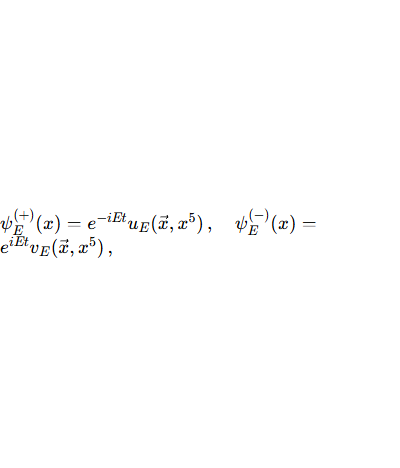 ψ_E^{(+)}(x) = e^{-iEt}u_E(\vec{x}, x^5) ,  ψ_E^{(-)}(x) =
e^{iEt}v_E(\vec{x}, x^5) ,